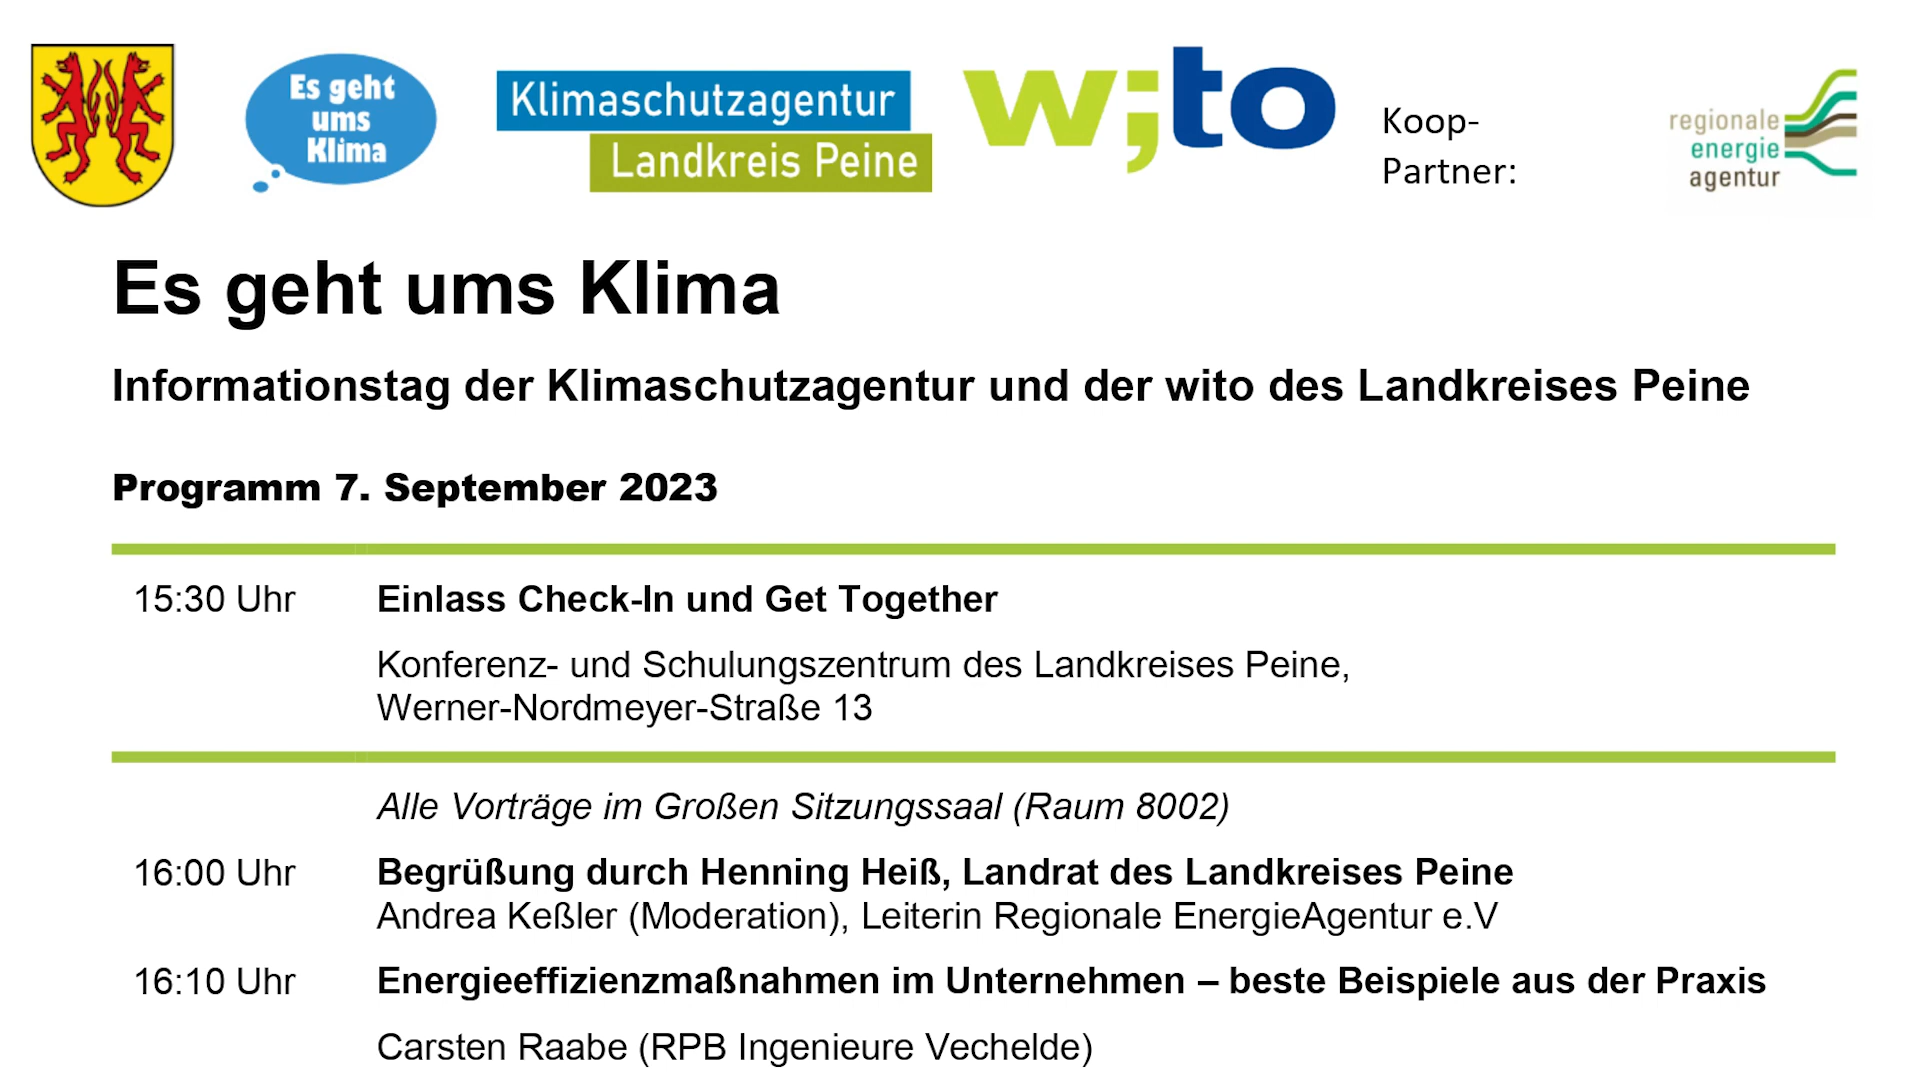 Es geht
ums
Klima
Klimaschutzagentur
Landkreis Peine
wito
Koop-
Partner:
regionale
energie
agentur
Es geht ums Klima
Informationstag der Klimaschutzagentur und der wito des Landkreises Peine
Programm 7. September 2023
15:30 Uhr Einlass Check-In und Get Together
Konferenz- und Schulungszentrum des Landkreises Peine,
Werner-Nordmeyer-Straße 13
Alle Vorträge im Großen Sitzungssaal (Raum 8002)
16:00 Uhr Begrüßung durch Henning Heiß, Landrat des Landkreises Peine
Andrea Keßler (Moderation), Leiterin Regionale EnergieAgentur e.V
16:10 Uhr Energieeffizienzmaßnahmen im Unternehmen – beste Beispiele aus der Praxis
Carsten Raabe (RPB Ingenieure Vechelde)